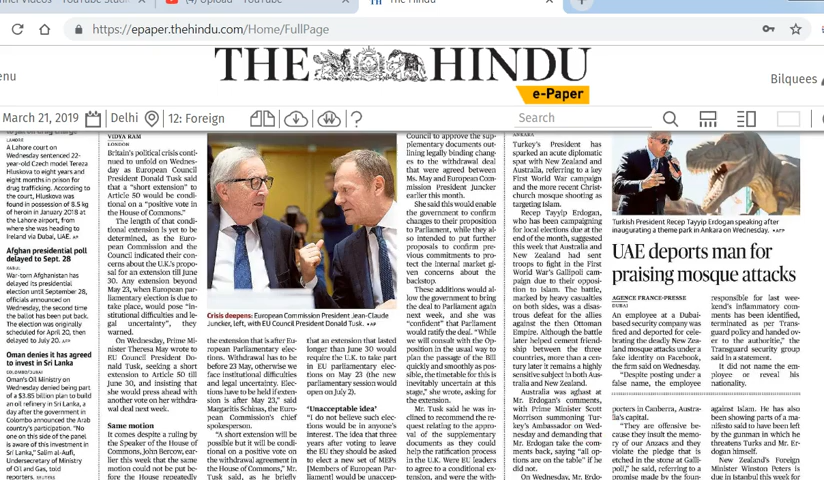 annel Videos - YouTube Studi
(4) Upload - YouTube
The Hindu
https://epaper.thehindu.com/Home/FullPage
THE HINDU
e-Paper
enu
Bilquees
March 21, 2019
Delhi
12: Foreign
Search
LAHORE
A Lahore court on
Wednesday sentenced 22-
year-old Czech model Tereza
Hluskova to eight years and
eight months in prison for
drug trafficking. According to
the court, Hluskova was
found in possession of 8.5 kg
of heroin in January 2018 at
the Lahore airport, from
where she was heading to
Ireland via Dubai, UAE. AP
Afghan presidential poll
delayed to Sept. 28
KABUL
War-torn Afghanistan has
delayed its presidential
election until September 28,
officials announced on
Wednesday, the second time
the ballot has been put back.
The election was originally
scheduled for April 20, then
delayed to July 20. AFP
Oman denies it has agreed
to invest in Sri Lanka
Oman's Oil Ministry on
Wednesday denied being part
of a $3.85 billion plan to build
an oil refinery in Sri Lanka, a
day after the government in
Colombo announced the Arab
country's participation. "No
one on this side of the panel
is aware of this investment in
Sri Lanka," Salim al-Aufi,
Undersecretary of
Ministry of Oil and Gas, told
reporters. REUTERS
VIDYA RAM
LONDON
Britain's political crisis
continued to unfold on Wednes-
day as European Council
President Donald Tusk said
that a "short extension" to
Article 50 would be condi-
tional on a "positive vote in
the House of Commons."
The length of that condi-
tional extension is yet to be
determined, as the Euro-
pean Commission and the
Council indicated their con-
cerns about the U.K.'s propo-
sal for an extension till June
30. Any extension beyond
May 23, when European par-
liamentary election is due to
take place, would pose "in-
stitutional difficulties and
legal uncertainty", they
warned.
On Wednesday, Prime Mi-
nister Theresa May wrote to
EU Council President Do-
nald Tusk, seeking a short
extension to Article 50 till
June 30, and insisting that
she would press ahead with
another vote on her withdra-
wal deal next week.
Same motion
It comes despite a ruling by
the Speaker of the House of
Commons, John Bercow, ear-
lier this week that the same
motion could not be put be-
fore the House repeatedly
Crisis deepens: European Commission President Jean-Claude
Juncker, left, with EU Council President Donald Tusk. AP
the extension that is after Eu-
ropean Parliamentary elec-
tions. Withdrawal has to be
before 23 May, otherwise we
face institutional difficulties
and legal uncertainty. Elec-
tions have to be held if exten-
sion is after May 23," said
Margaritis Schinas, the Euro-
pean Commission's chief
spokesperson.
"A short extension will be
possible but it will be condi-
tional on a positive vote on
the withdrawal agreement in
the House of Commons," Mr.
Tusk said, as he briefly
that an extension that lasted
longer than June 30 would
require the U.K. to take part
in EU parliamentary elec-
tions on May 23 (the new
parliamentary session would
open on July 2).
'Unacceptable idea'
"I do not believe such elec-
tions would be in anyone's
interest. The idea that three
years after voting to leave
the EU they should be asked
to elect a new set of MEPs
[Members of European Par-
liament] would be unaccep-
Council to approve the sup-
plementary documents out-
lining legally binding chang-
es to the withdrawal deal
that were agreed between
Ms. May and European Com-
mission President Juncker
earlier this month.
She said this would enable
the government to confirm
changes to their proposition
to Parliament, while they al-
so intended to put further
proposals to confirm pre-
vious commitments to pro-
tect the internal market gi-
ven concerns about the
backstop.
These additions would al-
low the government to bring
the deal to Parliament again
next week, and she was
"confident" that Parliament
would ratify the deal. "While
we will consult with the Op-
position in the usual way to
plan the passage of the Bill
quickly and smoothly as pos-
sible, the timetable for this is
inevitably uncertain at this
stage," she wrote, asking for
the extension.
Mr. Tusk said he was in-
clined to recommend the re-
quest relating to the approv-
al of the supplementary
documents as they could
help the ratification process
in the U.K. Were EU leaders
to agree to a conditional ex-
tension, and were the with-
ANKARA
Turkey's President has
sparked an acute diplomatic
spat with New Zealand and
Australia, referring to a key
First World War campaign
and the more recent Christ-
church mosque shooting as
targeting Islam.
Recep Tayyip Erdogan,
who has been campaigning
for local elections due at the
end of the month, suggested
this week that Australia and
New Zealand had sent
troops to fight in the First
World War's Gallipoli cam-
paign due to their opposi-
tion to Islam. The battle,
marked by heavy casualties
on both sides, was a disas-
trous defeat for the allies
against the then Ottoman
Empire. Although the battle
later helped cement friend-
ship between the three
countries, more than a cen-
tury later it remains a highly
sensitive subject in both Aus-
tralia and New Zealand.
Australia was aghast at
Mr. Erdogan's comments,
with Prime Minister Scott
Morrison summoning Tur-
key's Ambassador on Wed-
nesday and demanding that
Mr. Erdogan take the com-
ments back, saying "all op-
tions are on the table" if he
did not.
On Wednesday, Mr. Erdo-
Turkish President Recep Tayyip Erdogan speaking after
inaugurating a theme park in Ankara on Wednesday. AFP
UAE deports man for
praising mosque attacks
AGENCE FRANCE-PRESSE
DUBAI
An employee at a Dubai-
based security company was
fired and deported for cele-
brating the deadly New Zea-
land mosque attacks under a
fake identity on Facebook,
the firm said on Wednesday.
"Despite posting under a
false name, the employee
responsible for last wee-
kend's inflammatory com-
ments has been identified,
terminated as per Trans-
guard policy and handed ov-
er to the authorities," the
Transguard security group
said in a statement.
It did not name the em-
ployee or reveal his
nationality.
porters in Canberra, Austra-
lia's capital.
"They are offensive be-
cause they insult the memo-
ry of our Anzacs and they
violate the pledge that is
etched in the stone at Galli-
poli," he said, referring to a
promise made by the foun-
against Islam. He has also
been showing parts of a ma-
nifesto said to have been left
by the gunman in which he
threatens Turks and Mr. Er-
dogan himself.
New Zealand's Foreign
Minister Winston Peters is
due in Istanbul this week for